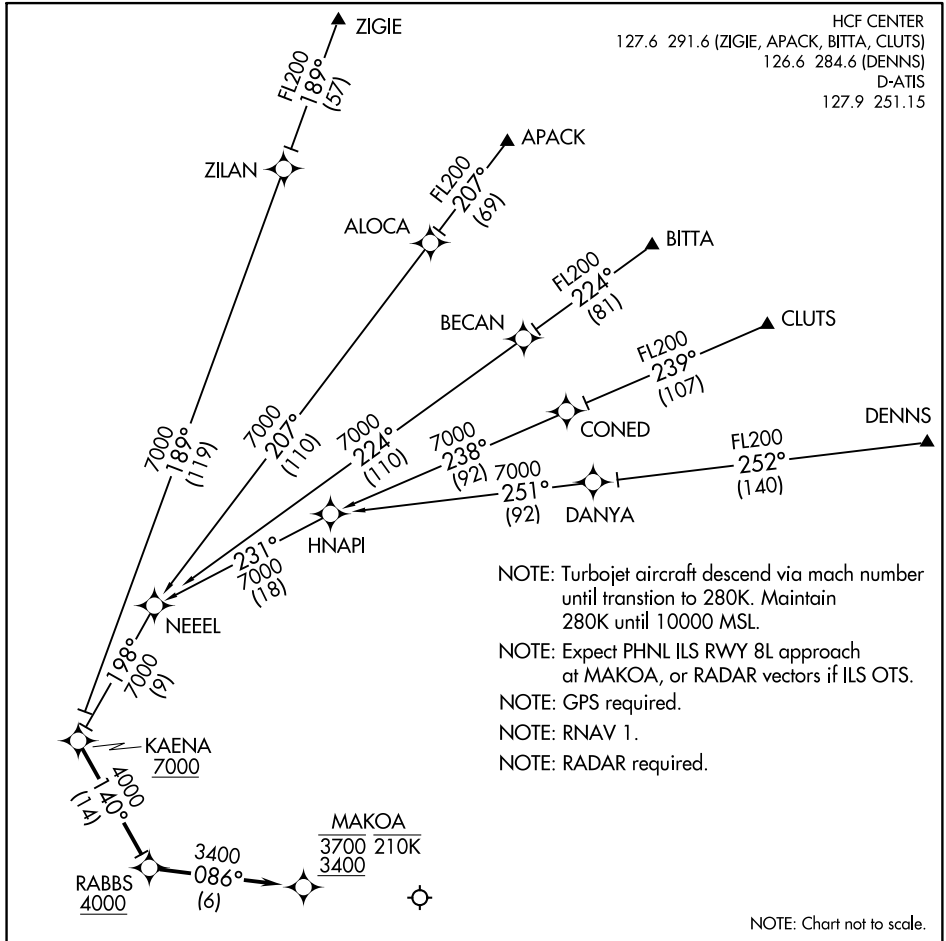 HCF CENTER
127.6 291.6 (ZIGIE, APACK, BITTA, CLUTS)
126.6 284.6 (DENNS)
D-ATIS
127.9 251.15
ZIGIE
FL200
189°
(57)
ZILAN
APACK
FL200
207°
(69)
ALOCA
BITTA
FL200
224°
(81)
BECAN
CLUTS
FL200
239°
(107)
CONED
DENNS
FL200
252°
(140)
DANYA
7000
189°
(119)
7000
207°
(110)
7000
224°
(110)
7000
238°
(92)
7000
251°
(92)
HNAPI
231°
7000
(18)
NEEEL
198°
7000
(9)
KAENA
7000
4000
140°
(14)
RABBS
4000
3400
086°
(6)
MAKOA
3700 210K
3400
NOTE: Turbojet aircraft descend via mach number
until transtion to 280K. Maintain
280K until 10000 MSL.
NOTE: Expect PHNL ILS RWY 8L approach
at MAKOA, or RADAR vectors if ILS OTS.
NOTE: GPS required.
NOTE: RNAV 1.
NOTE: RADAR required.
NOTE: Chart not to scale.